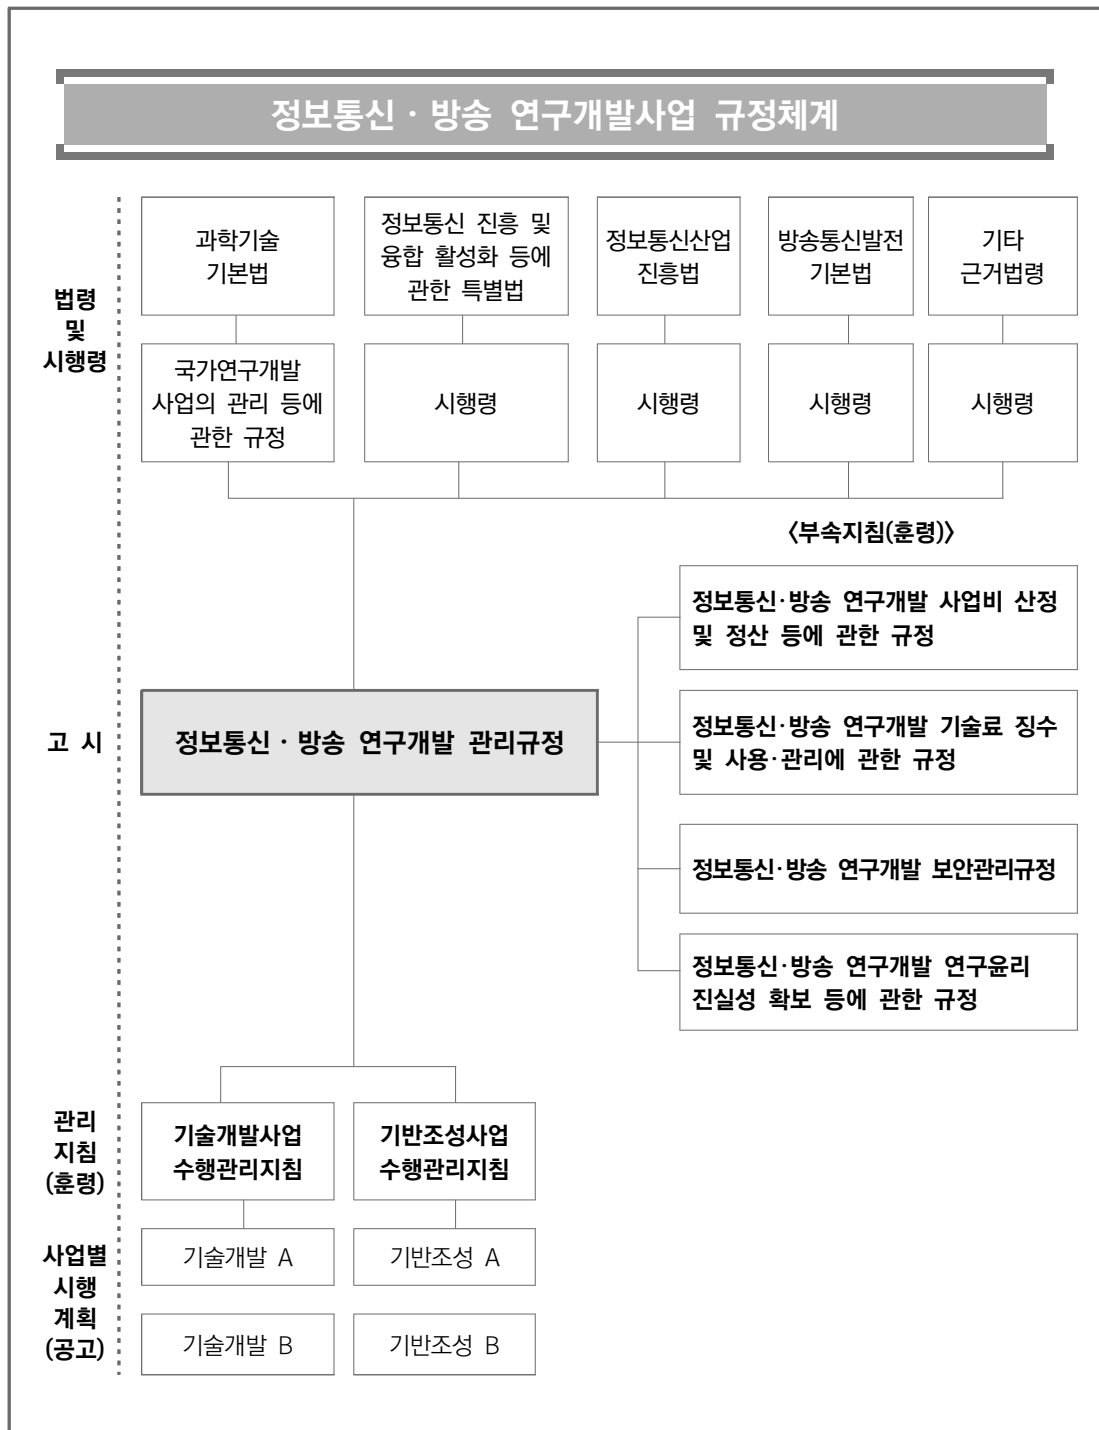 정보통신 · 방송 연구개발사업 규정체계
법령
및
시행령
과학기술
기본법
정보통신 진흥 및
융합 활성화 등에
관한 특별법
정보통신산업
진흥법
방송통신발전
기본법
기타
근거법령
국가연구개발
사업의 관리 등에
관한 규정
시행령
시행령
시행령
시행령
〈부속지침(훈령)〉
정보통신·방송 연구개발 사업비 산정
및 정산 등에 관한 규정
고 시
정보통신 · 방송 연구개발 관리규정
정보통신·방송 연구개발 기술료 징수
및 사용·관리에 관한 규정
정보통신·방송 연구개발 보안관리규정
정보통신·방송 연구개발 연구윤리
진실성 확보 등에 관한 규정
관리
지침
(훈령)
기술개발사업
수행관리지침
기반조성사업
수행관리지침
사업별
시행
계획
(공고)
기술개발 A
기반조성 A
기술개발 B
기반조성 B